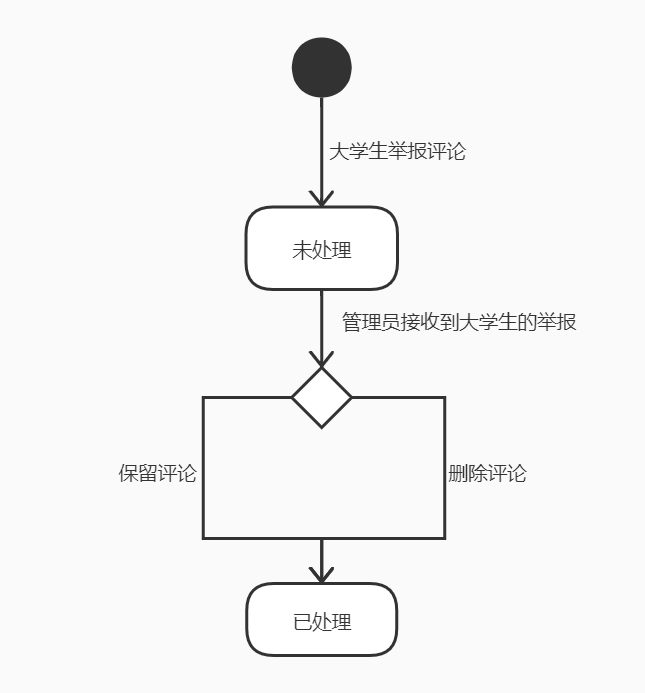 大学生举报评论
未处理
管理员接收到大学生的举报
保留评论
删除评论
已处理